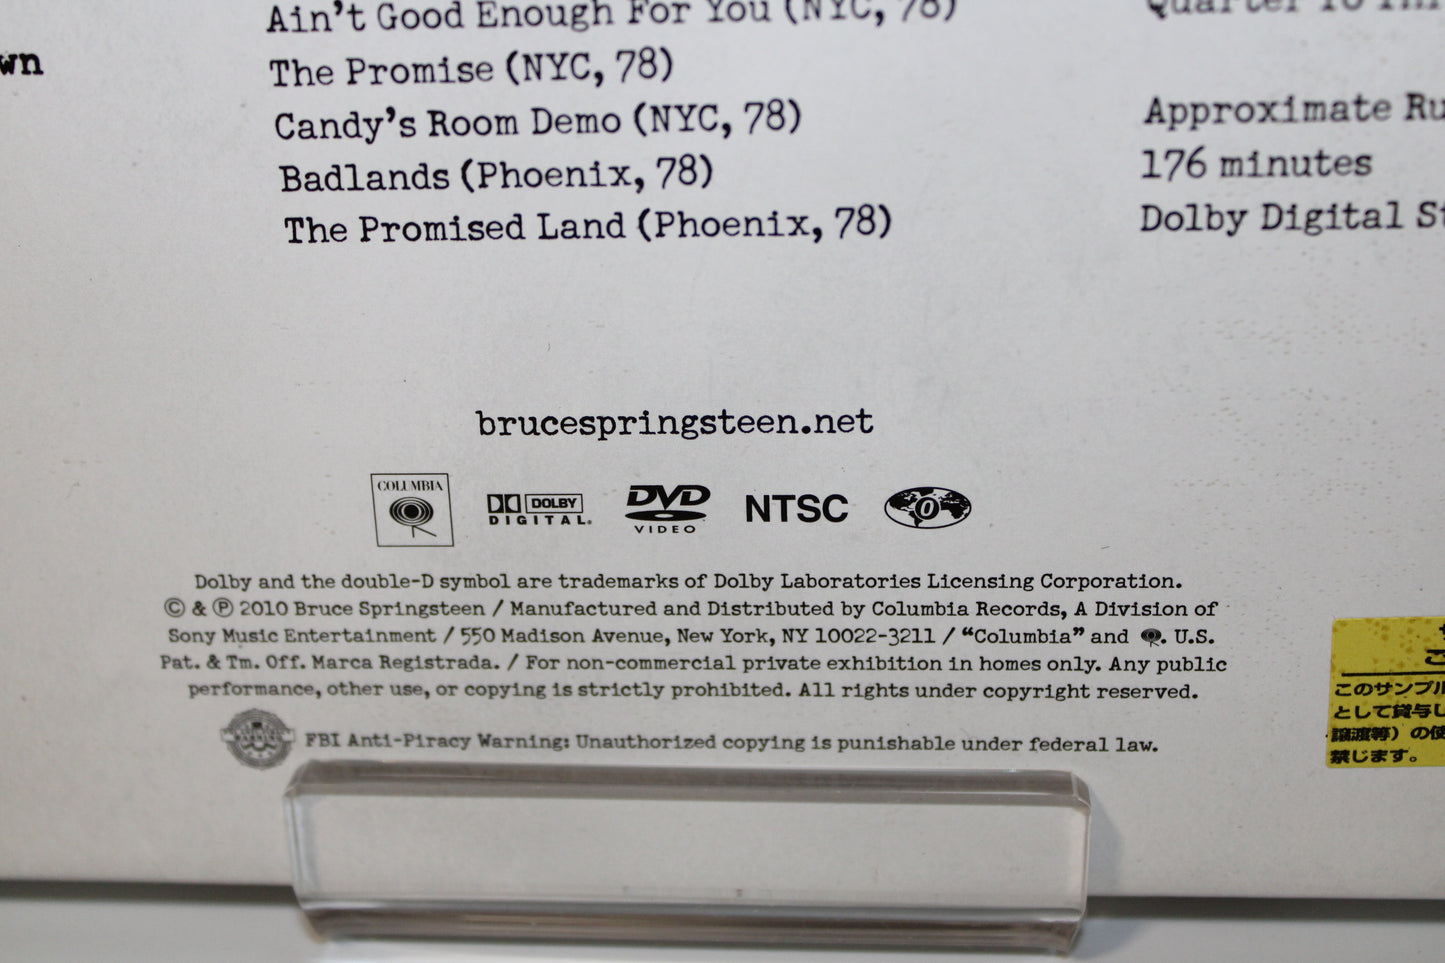 wn
Ain't Good Enough For You (NYC, 78)
The Promise (NYC, 78)
Candy's Room Demo (NYC, 78)
Badlands (Phoenix, 78)
The Promised Land (Phoenix, 78)
Quarter To
Approximate Ru
176 minutes
Dolby Digital St
brucespringsteen.net
COLUMBIA
DOLBY
DIGITAL
DVD
VIDEO
NTSC
0
Dolby and the double-D symbol are trademarks of Dolby Laboratories Licensing Corporation.
© & ℗ 2010 Bruce Springsteen / Manufactured and Distributed by Columbia Records, A Division of
Sony Music Entertainment / 550 Madison Avenue, New York, NY 10022-3211 / “Columbia” and . U.S.
Pat. & Tm. Off. Marca Registrada. / For non-commercial private exhibition in homes only. Any public
performance, other use, or copying is strictly prohibited. All rights under copyright reserved.
FBI Anti-Piracy Warning: Unauthorized copying is punishable under federal law.
このサンプル
として貸与し
譲渡等）の使
禁じます。